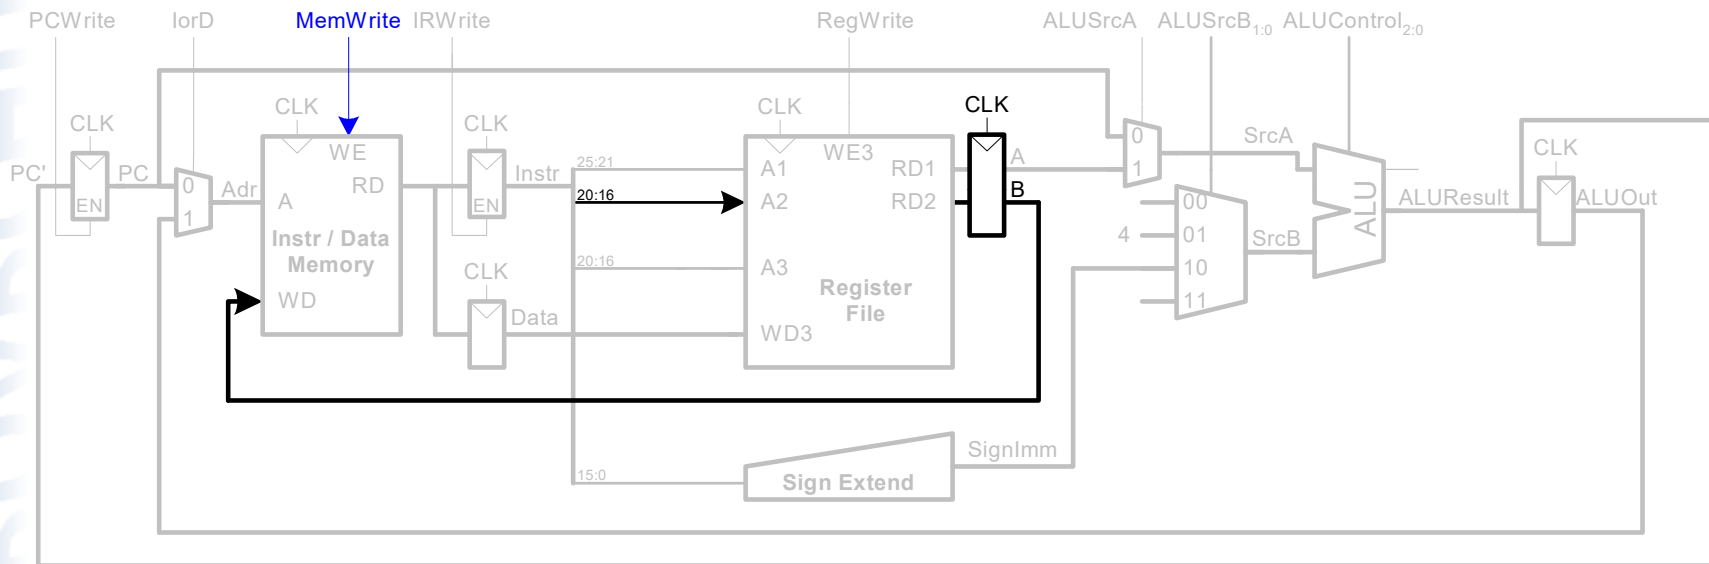 PCWrite IorD MemWrite IRWrite RegWrite ALUSrcA ALUSrcB1:0 ALUControl2:0
CLK CLK CLK CLK
CLK CLK
SrcA CLK
0
WE WE3
1
PC' PC 0 RD Instr 25:21 A1 RD1 A
EN Adr A EN 20:16 A2 RD2 B 00 ALU ALUResult ALUOut
1
Instr / Data 4 01 SrcB
Memory CLK 20:16 A3 10
Register
WD 11
File
Data WD3
SignImm
15:0 Sign Extend